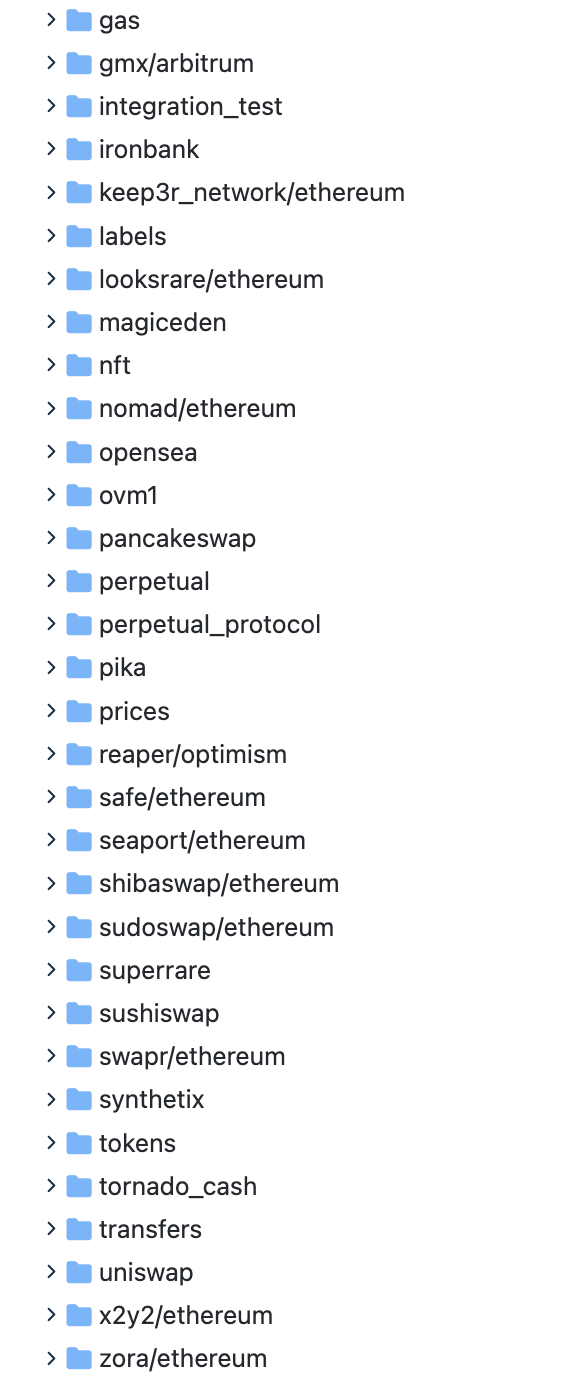 gas
gmx/arbitrum
integration_test
ironbank
keep3r_network/ethereum
labels
looksrare/ethereum
magiceden
nft
nomad/ethereum
opensea
ovm1
pancakeswap
perpetual
perpetual_protocol
pika
prices
reaper/optimism
safe/ethereum
seaport/ethereum
shibaswap/ethereum
sudoswap/ethereum
superrare
sushiswap
swapr/ethereum
synthetix
tokens
tornado_cash
transfers
uniswap
x2y2/ethereum
zora/ethereum